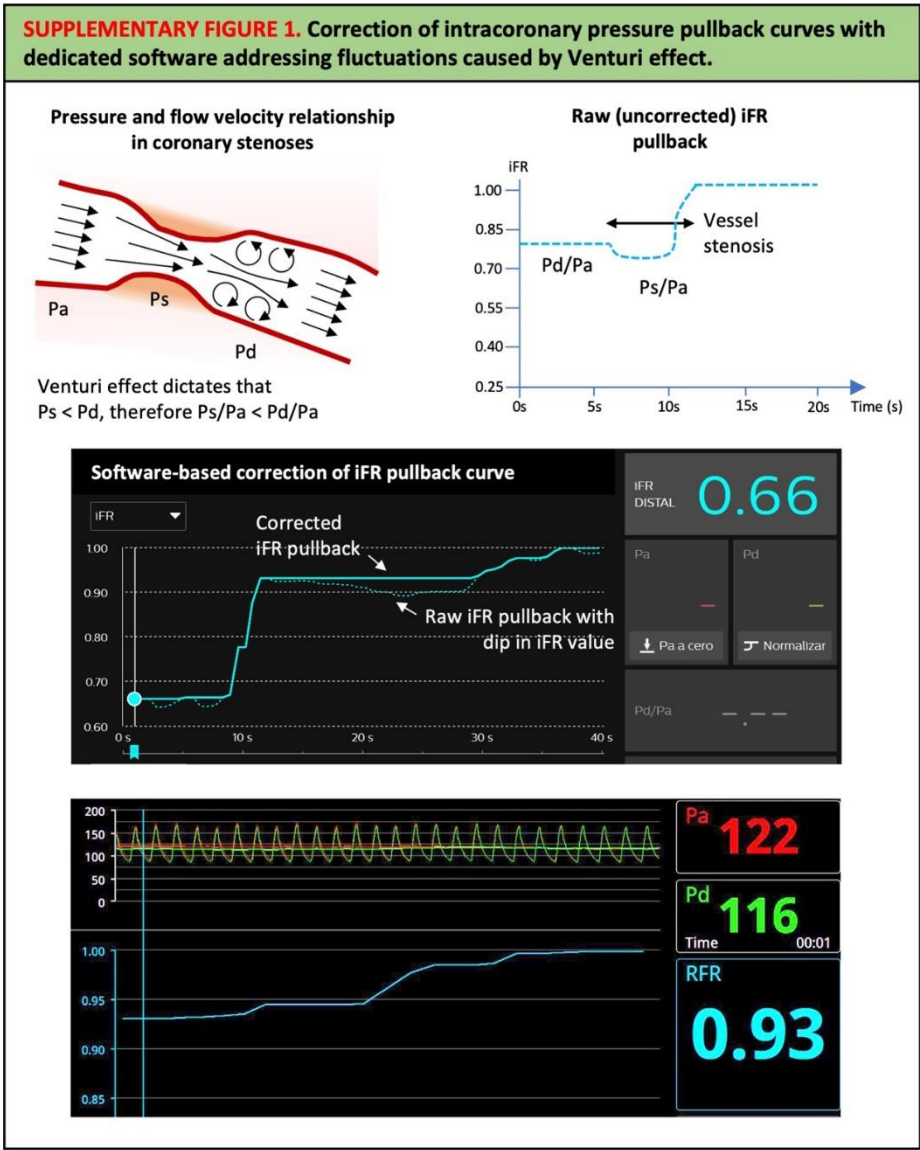 SUPPLEMENTARY FIGURE 1. Correction of intracoronary pressure pullback curves with
dedicated software addressing fluctuations caused by Venturi effect.
Pressure and flow velocity relationship
in coronary stenoses
Pa
Ps
Pd
Venturi effect dictates that
Ps < Pd, therefore Ps/Pa < Pd/Pa
Raw (uncorrected) iFR
pullback
iFR
1.00
0.85
0.70
0.55
0.40
0.25
Vessel
stenosis
Pd/Pa
Ps/Pa
0s 5s 10s 15s 20s Time (s)
Software-based correction of iFR pullback curve
iFR
Corrected
iFR pullback
Raw iFR pullback with
dip in iFR value
1.00
0.90
0.80
0.70
0.60
0 s 10 s 20 s 30 s 40 s
iFR
DISTAL
0.66
Pa
Pd
Pa a cero
Normalizar
Pd/Pa
-.--
200
150
100
50
0
1.00
0.95
0.90
0.85
Pa
122
Pd
116
Time 00:01
RFR
0.93